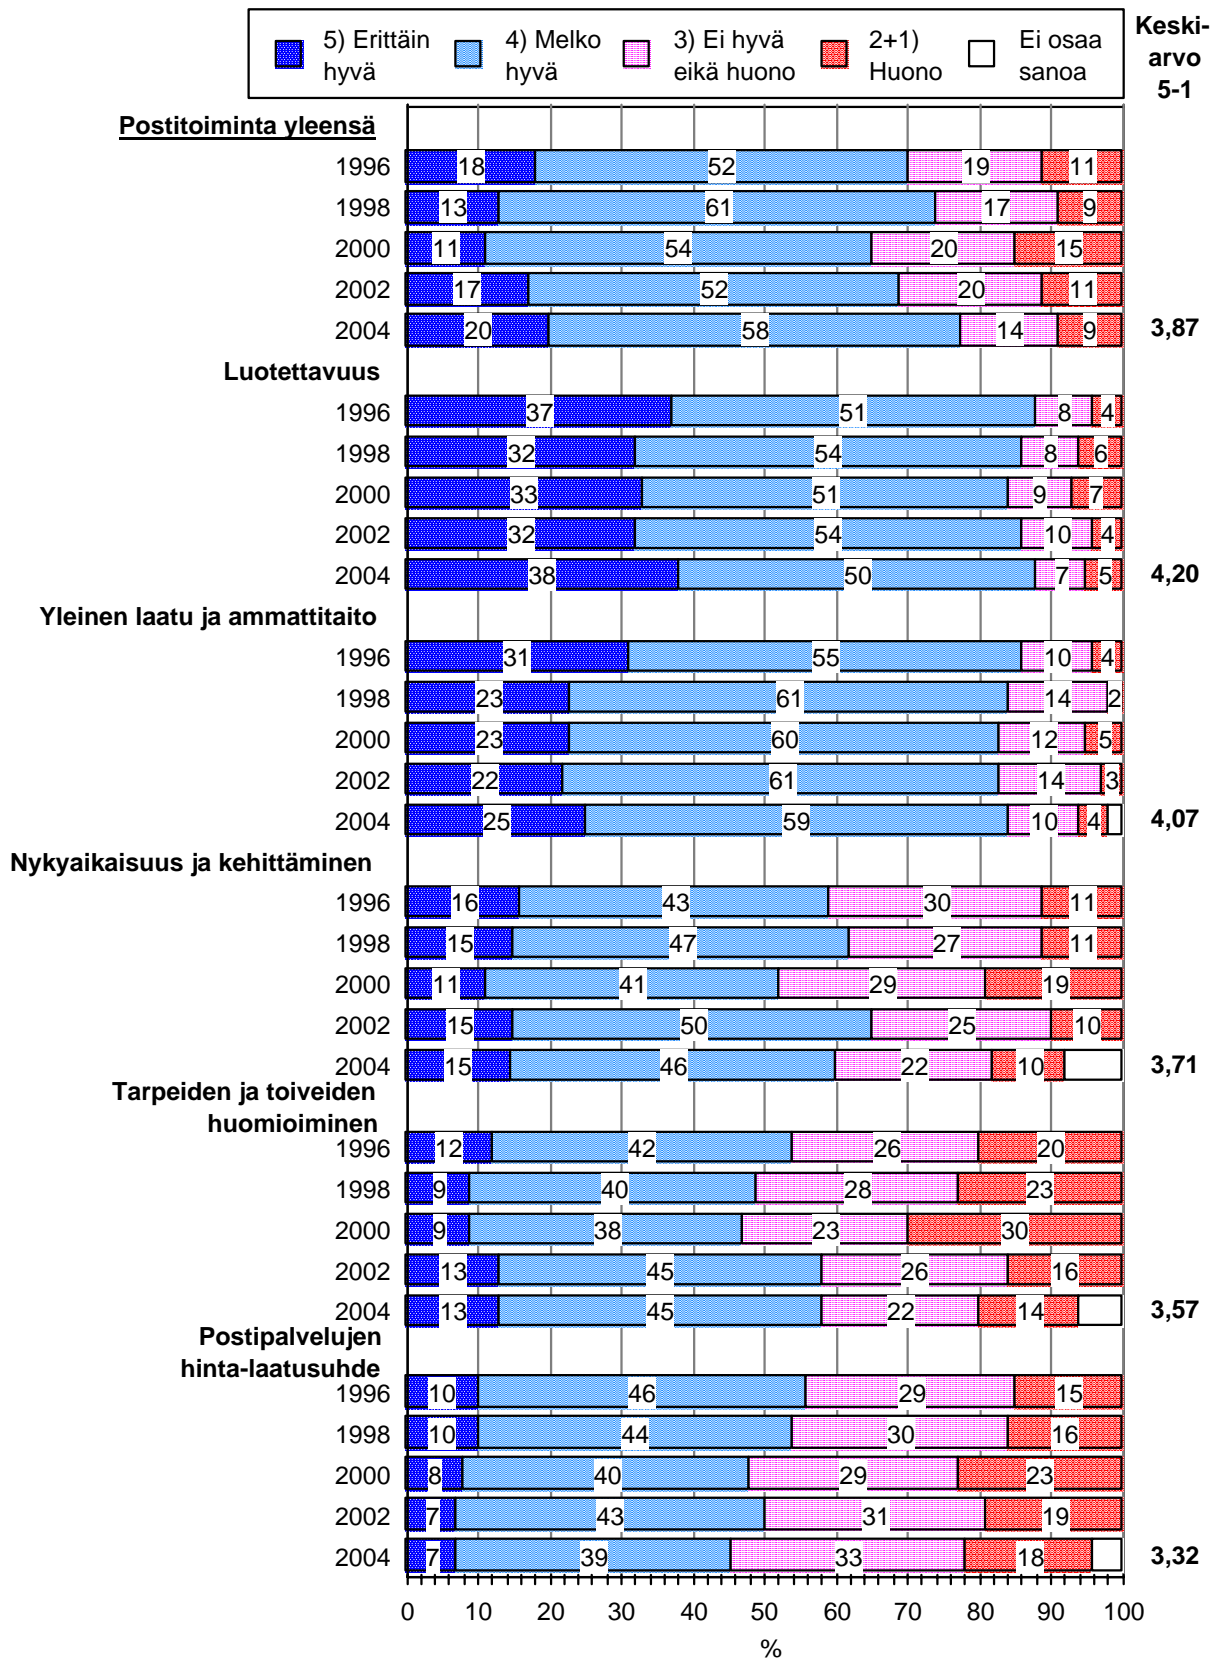 5) Erittäin hyvä
4) Melko hyvä
3) Ei hyvä eikä huono
2+1) Huono
Ei osaa sanoa
Keski-
arvo
5-1
Postitoiminta yleensä
1996 18 52 19 11
1998 13 61 17 9
2000 11 54 20 15
2002 17 52 20 11
2004 20 58 14 9 3,87
Luotettavuus
1996 37 51 8 4
1998 32 54 8 6
2000 33 51 9 7
2002 32 54 10 4
2004 38 50 7 5 4,20
Yleinen laatu ja ammattitaito
1996 31 55 10 4
1998 23 61 14 2
2000 23 60 12 5
2002 22 61 14 3
2004 25 59 10 4 4,07
Nykyaikaisuus ja kehittäminen
1996 16 43 30 11
1998 15 47 27 11
2000 11 41 29 19
2002 15 50 25 10
2004 15 46 22 10 3,71
Tarpeiden ja toiveiden
huomioiminen
1996 12 42 26 20
1998 9 40 28 23
2000 9 38 23 30
2002 13 45 26 16
2004 13 45 22 14 3,57
Postipalvelujen
hinta-laatusuhde
1996 10 46 29 15
1998 10 44 30 16
2000 8 40 29 23
2002 7 43 31 19
2004 7 39 33 18 3,32
0 10 20 30 40 50 60 70 80 90 100
%